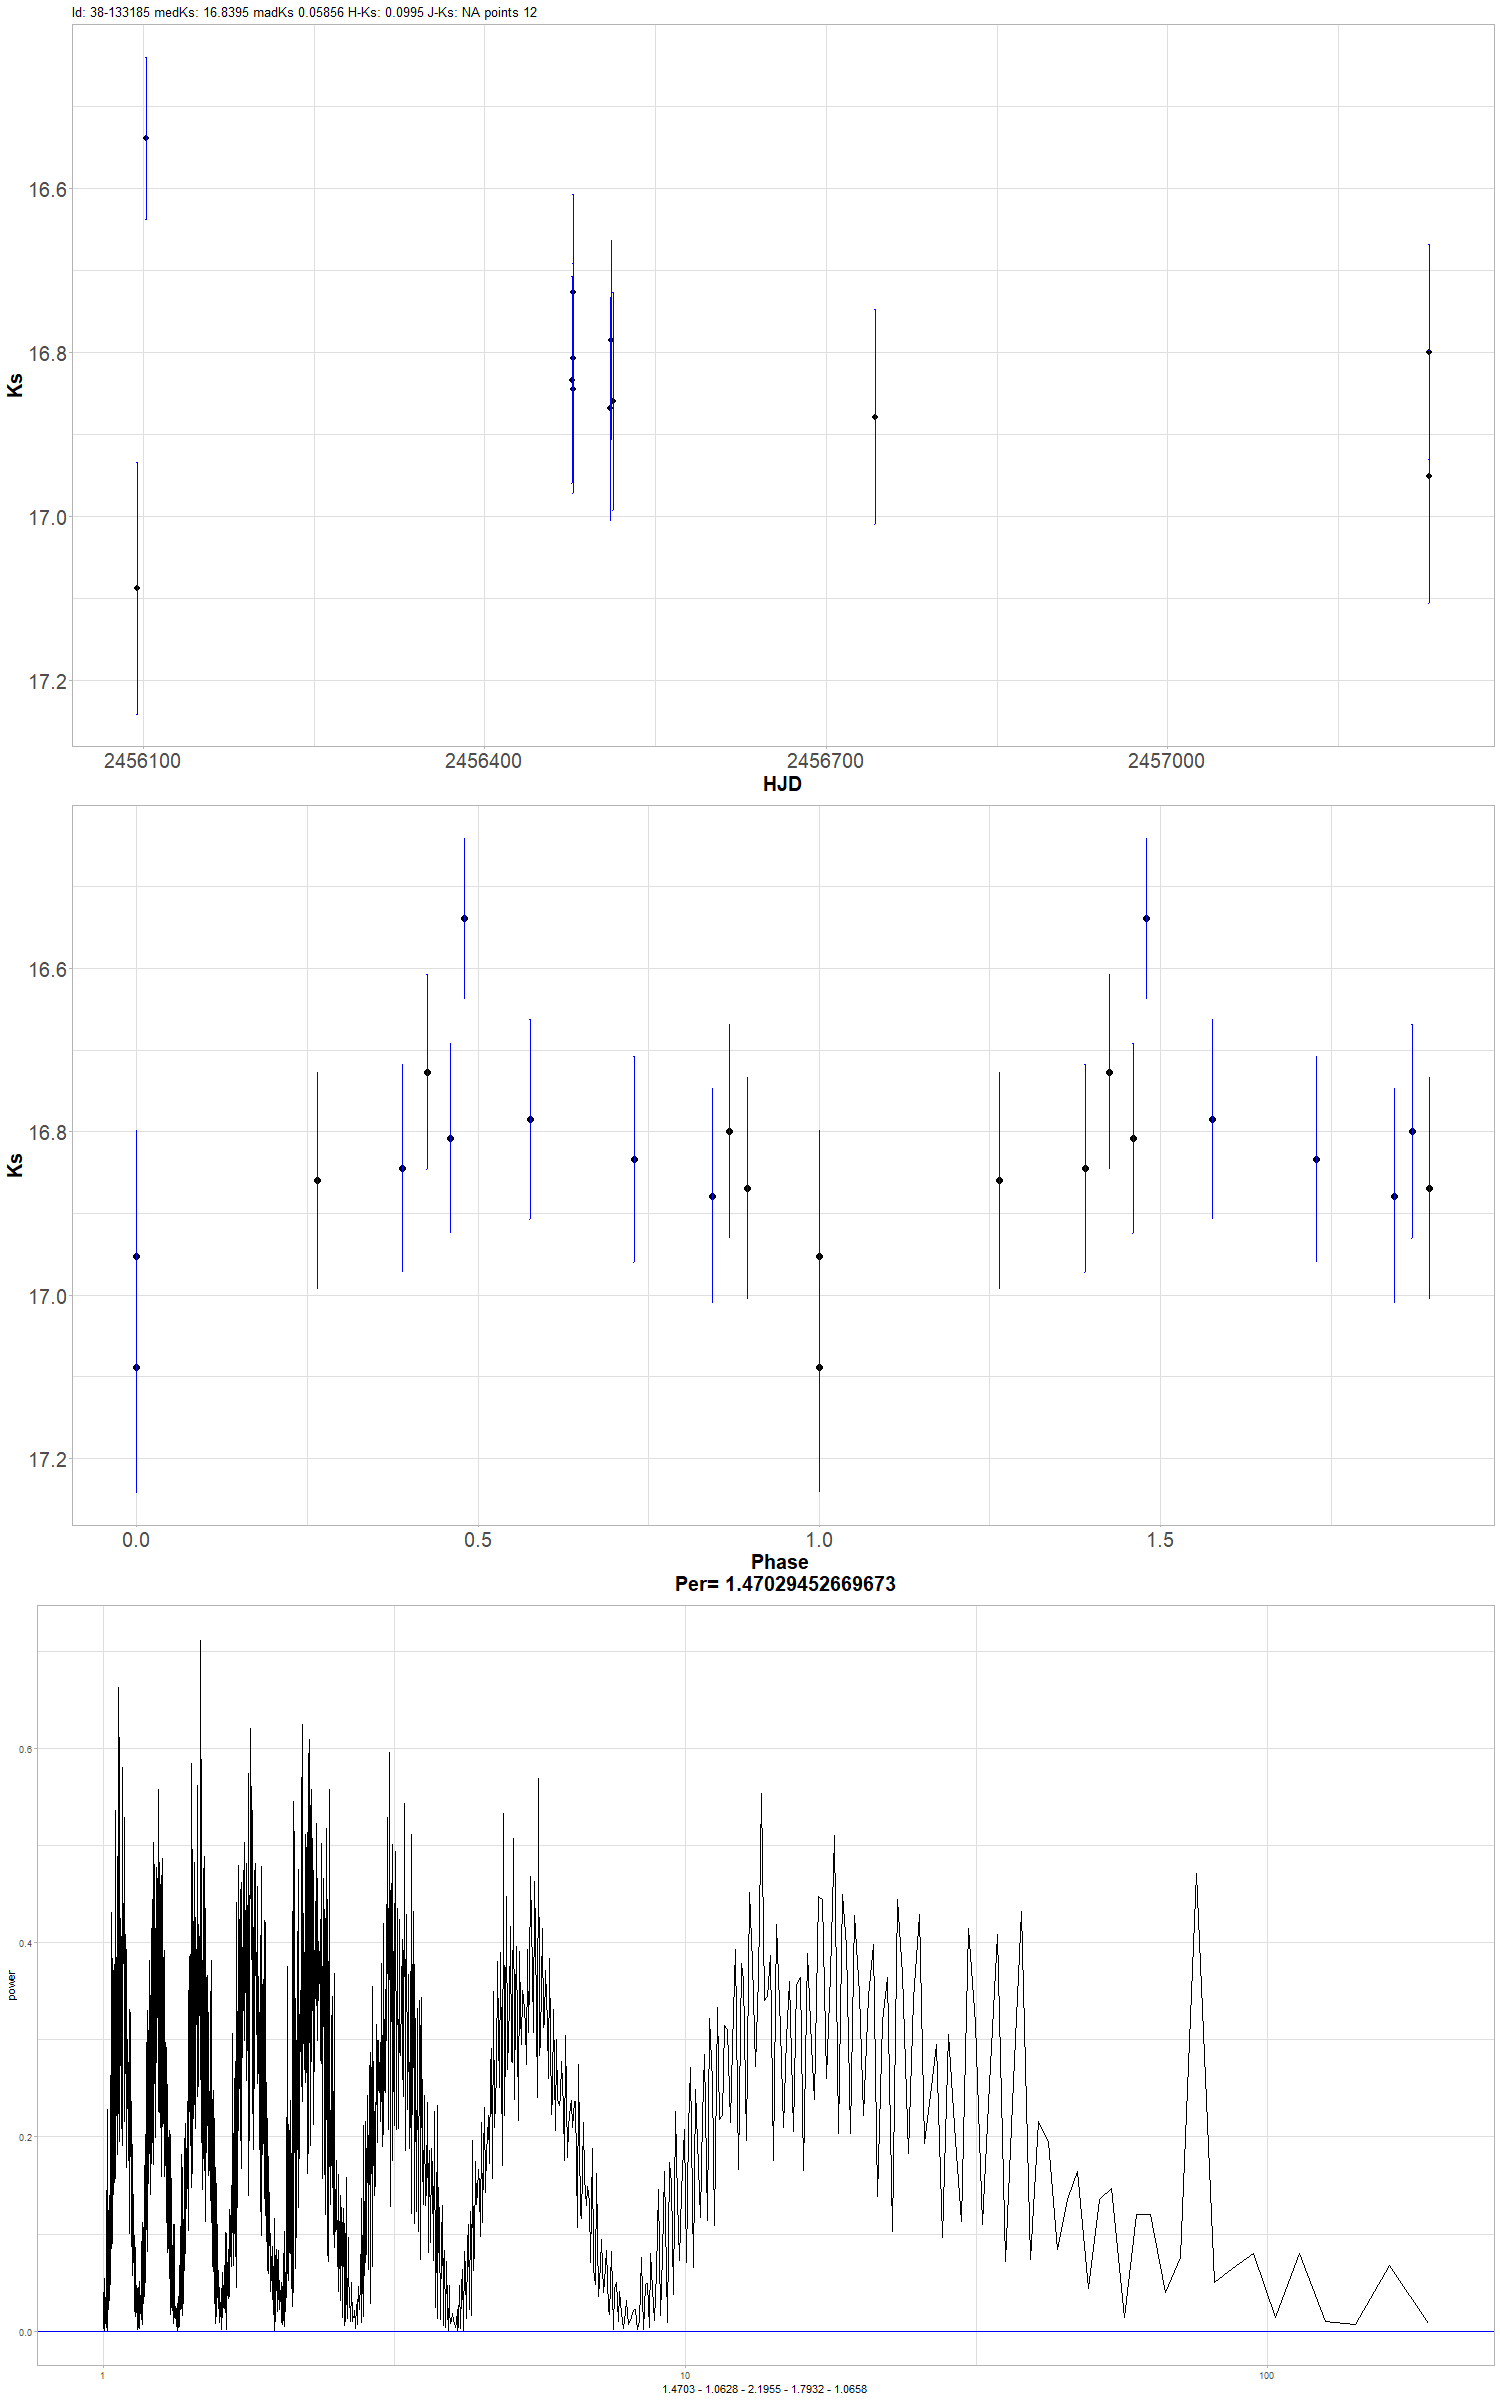 Id: 38-133185 medKs: 16.8395 madKs 0.05856 H-Ks: 0.0995 J-Ks: NA points 12
16.6
16.8
17.0
17.2
Ks
2456100 2456400 2456700 2457000
HJD
16.6
16.8
17.0
17.2
Ks
0.0 0.5 1.0 1.5
Phase
Per= 1.47029452669673
0.6
0.4
0.2
0.0
power
1 10 100
1.4703 - 1.0628 - 2.1955 - 1.7932 - 1.0658